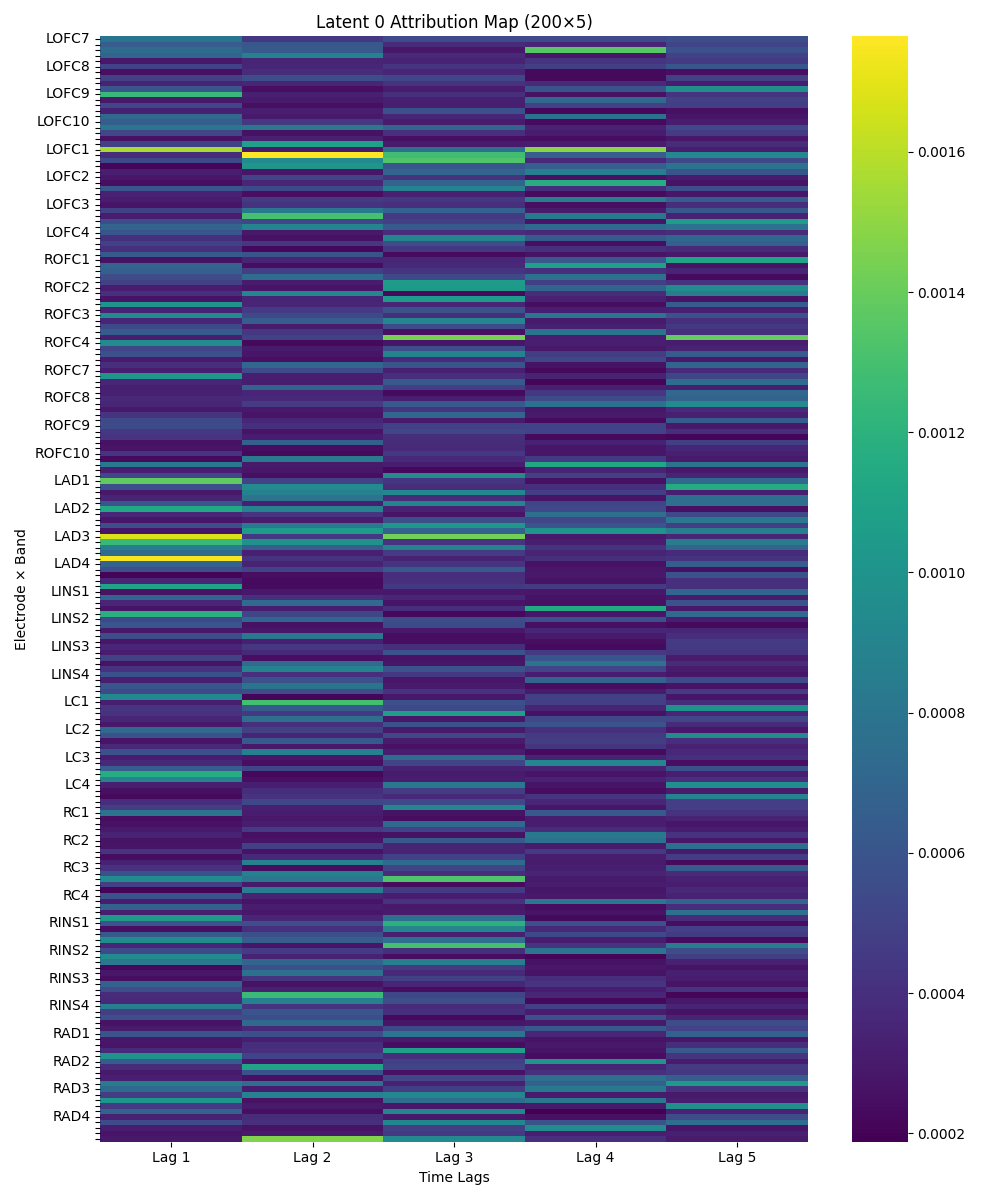 Latent 0 Attribution Map (200×5)
LOFC7
LOFC8
LOFC9
LOFC10
LOFC1
LOFC2
LOFC3
LOFC4
ROFC1
ROFC2
ROFC3
ROFC4
ROFC7
ROFC8
ROFC9
ROFC10
LAD1
LAD2
LAD3
LAD4
LINS1
LINS2
LINS3
LINS4
LC1
LC2
LC3
LC4
RC1
RC2
RC3
RC4
RINS1
RINS2
RINS3
RINS4
RAD1
RAD2
RAD3
RAD4
Electrode × Band
Lag 1 Lag 2 Lag 3 Lag 4 Lag 5
Time Lags
0.0016
0.0014
0.0012
0.0010
0.0008
0.0006
0.0004
0.0002